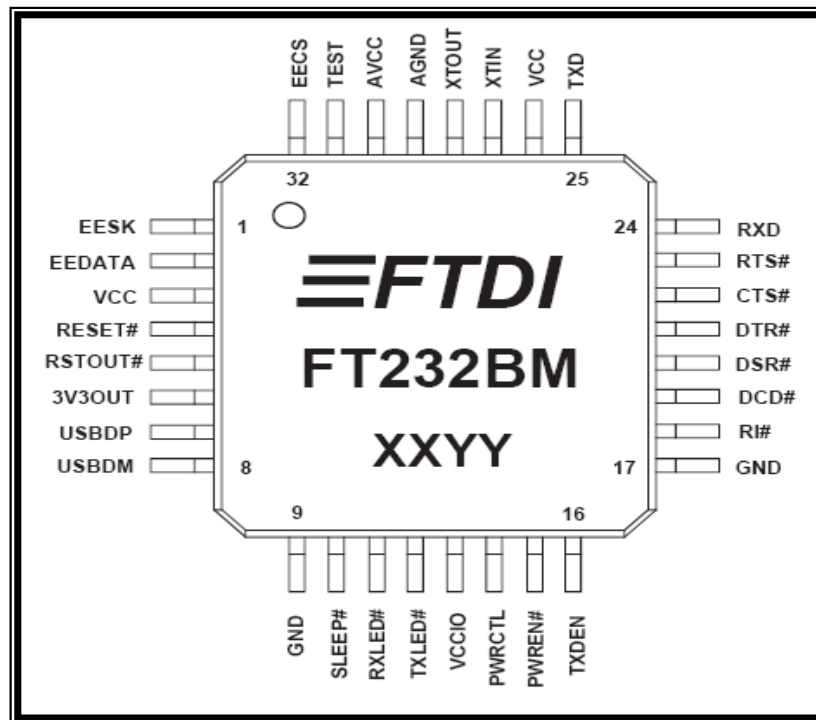 EECS TEST AVCC AGND XTOUT XTIN VCC TXD
32 25
EESK 1 24 RXD
EEDATA RTS#
VCC FTDI CTS#
RESET# DTR#
RSTOUT# FT232BM DSR#
3V3OUT DCD#
USBDP XXYY RI#
USBDM 8 17 GND
9 16
GND SLEEP# RXLED# TXLED# VCCIO PWRCTL PWREN# TXDEN